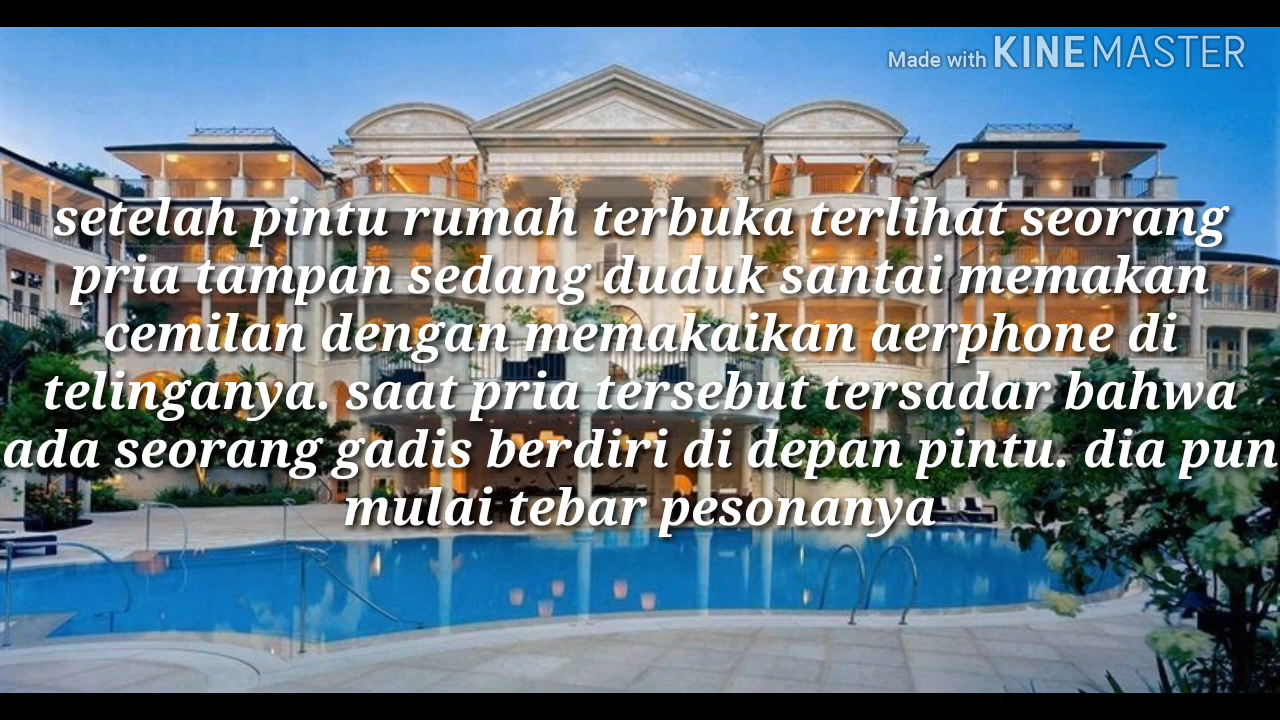 Made with KINEMASTER
setelah pintu rumah terbuka terlihat seorang
pria tampan sedang duduk santai memakan
cemilan dengan memakaikan aerphone di
telinganya. saat pria tersebut tersadar bahwa
ada seorang gadis berdiri di depan pintu. dia pun
mulai tebar pesonanya